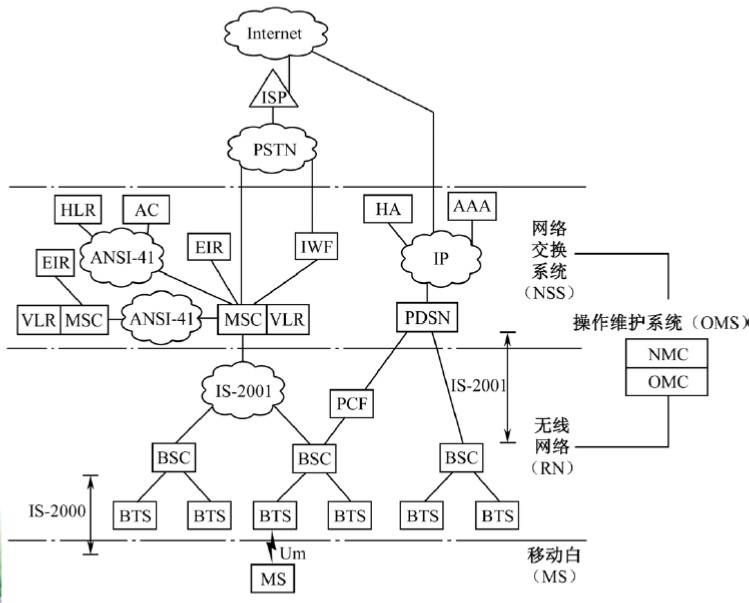 Internet
ISP
PSTN
HLR
AC
HA
AAA
EIR
ANSI-41
EIR
IWF
IP
网络
交换
系统
（NSS）
VLR
MSC
ANSI-41
MSC
VLR
PDSN
操作维护系统（OMS）
NMC
OMC
IS-2001
IS-2001
PCF
无线
网络
（RN）
BSC
BSC
BSC
IS-2000
BTS
BTS
BTS
BTS
BTS
BTS
Um
MS
移动白
（MS）